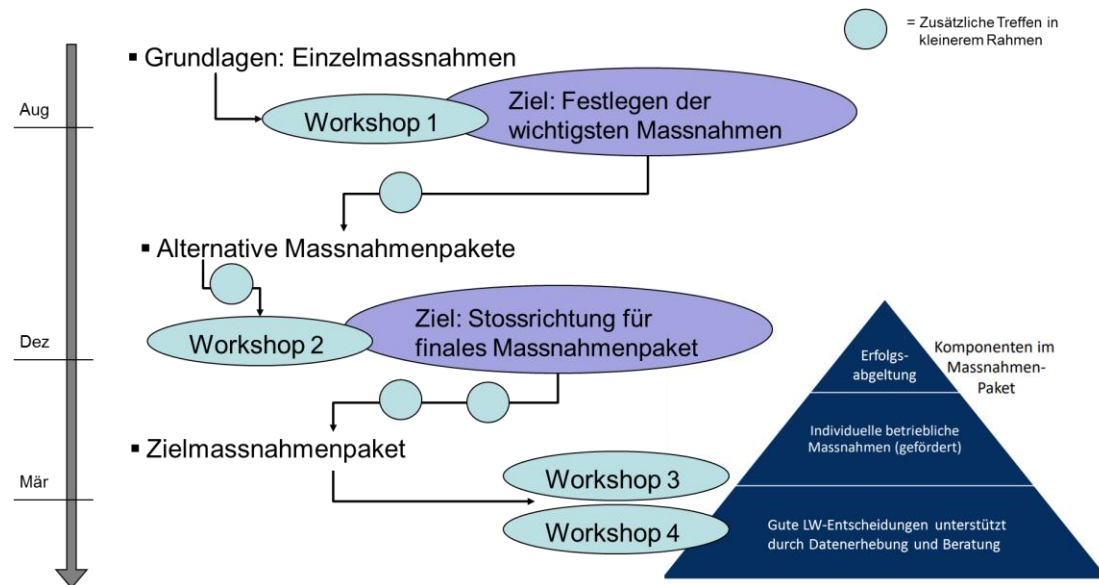 = Zusätzliche Treffen in
kleinerem Rahmen
▪ Grundlagen: Einzelmassnahmen
Aug
Workshop 1
Ziel: Festlegen der
wichtigsten Massnahmen
▪ Alternative Massnahmenpakete
Dez
Workshop 2
Ziel: Stossrichtung für
finales Massnahmenpaket
▪ Zielmassnahmenpaket
Mär
Workshop 3
Workshop 4
Komponenten im
Massnahmen-
Paket
Erfolgs-
abgeltung
Individuelle betriebliche
Massnahmen (gefördert)
Gute LW-Entscheidungen unterstützt
durch Datenerhebung und Beratung